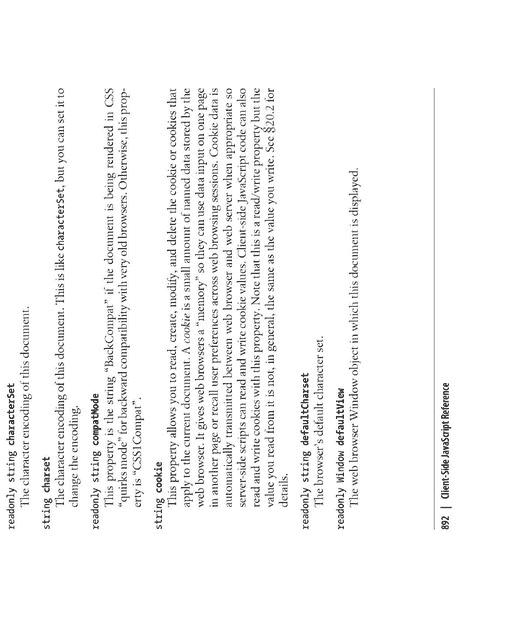 readonly string characterSet
The character encoding of this document.
string charset
The character encoding of this document. This is like characterSet, but you can set it to
change the encoding.
readonly string compatMode
This property is the string “BackCompat” if the document is being rendered in CSS
“quirks mode” for backward compatibility with very old browsers. Otherwise, this prop-
erty is “CSS1Compat”.
string cookie
This property allows you to read, create, modify, and delete the cookie or cookies that
apply to the current document. A cookie is a small amount of named data stored by the
web browser. It gives web browsers a “memory” so they can use data input on one page
in another page or recall user preferences across web browsing sessions. Cookie data is
automatically transmitted between web browser and web server when appropriate so
server-side scripts can read and write cookie values. Client-side JavaScript code can also
read and write cookies with this property. Note that this is a read/write property but the
value you read from it is not, in general, the same as the value you write. See §20.2 for
details.
readonly string defaultCharset
The browser’s default character set.
readonly Window defaultView
The web browser Window object in which this document is displayed.
892 | Client-Side JavaScript Reference